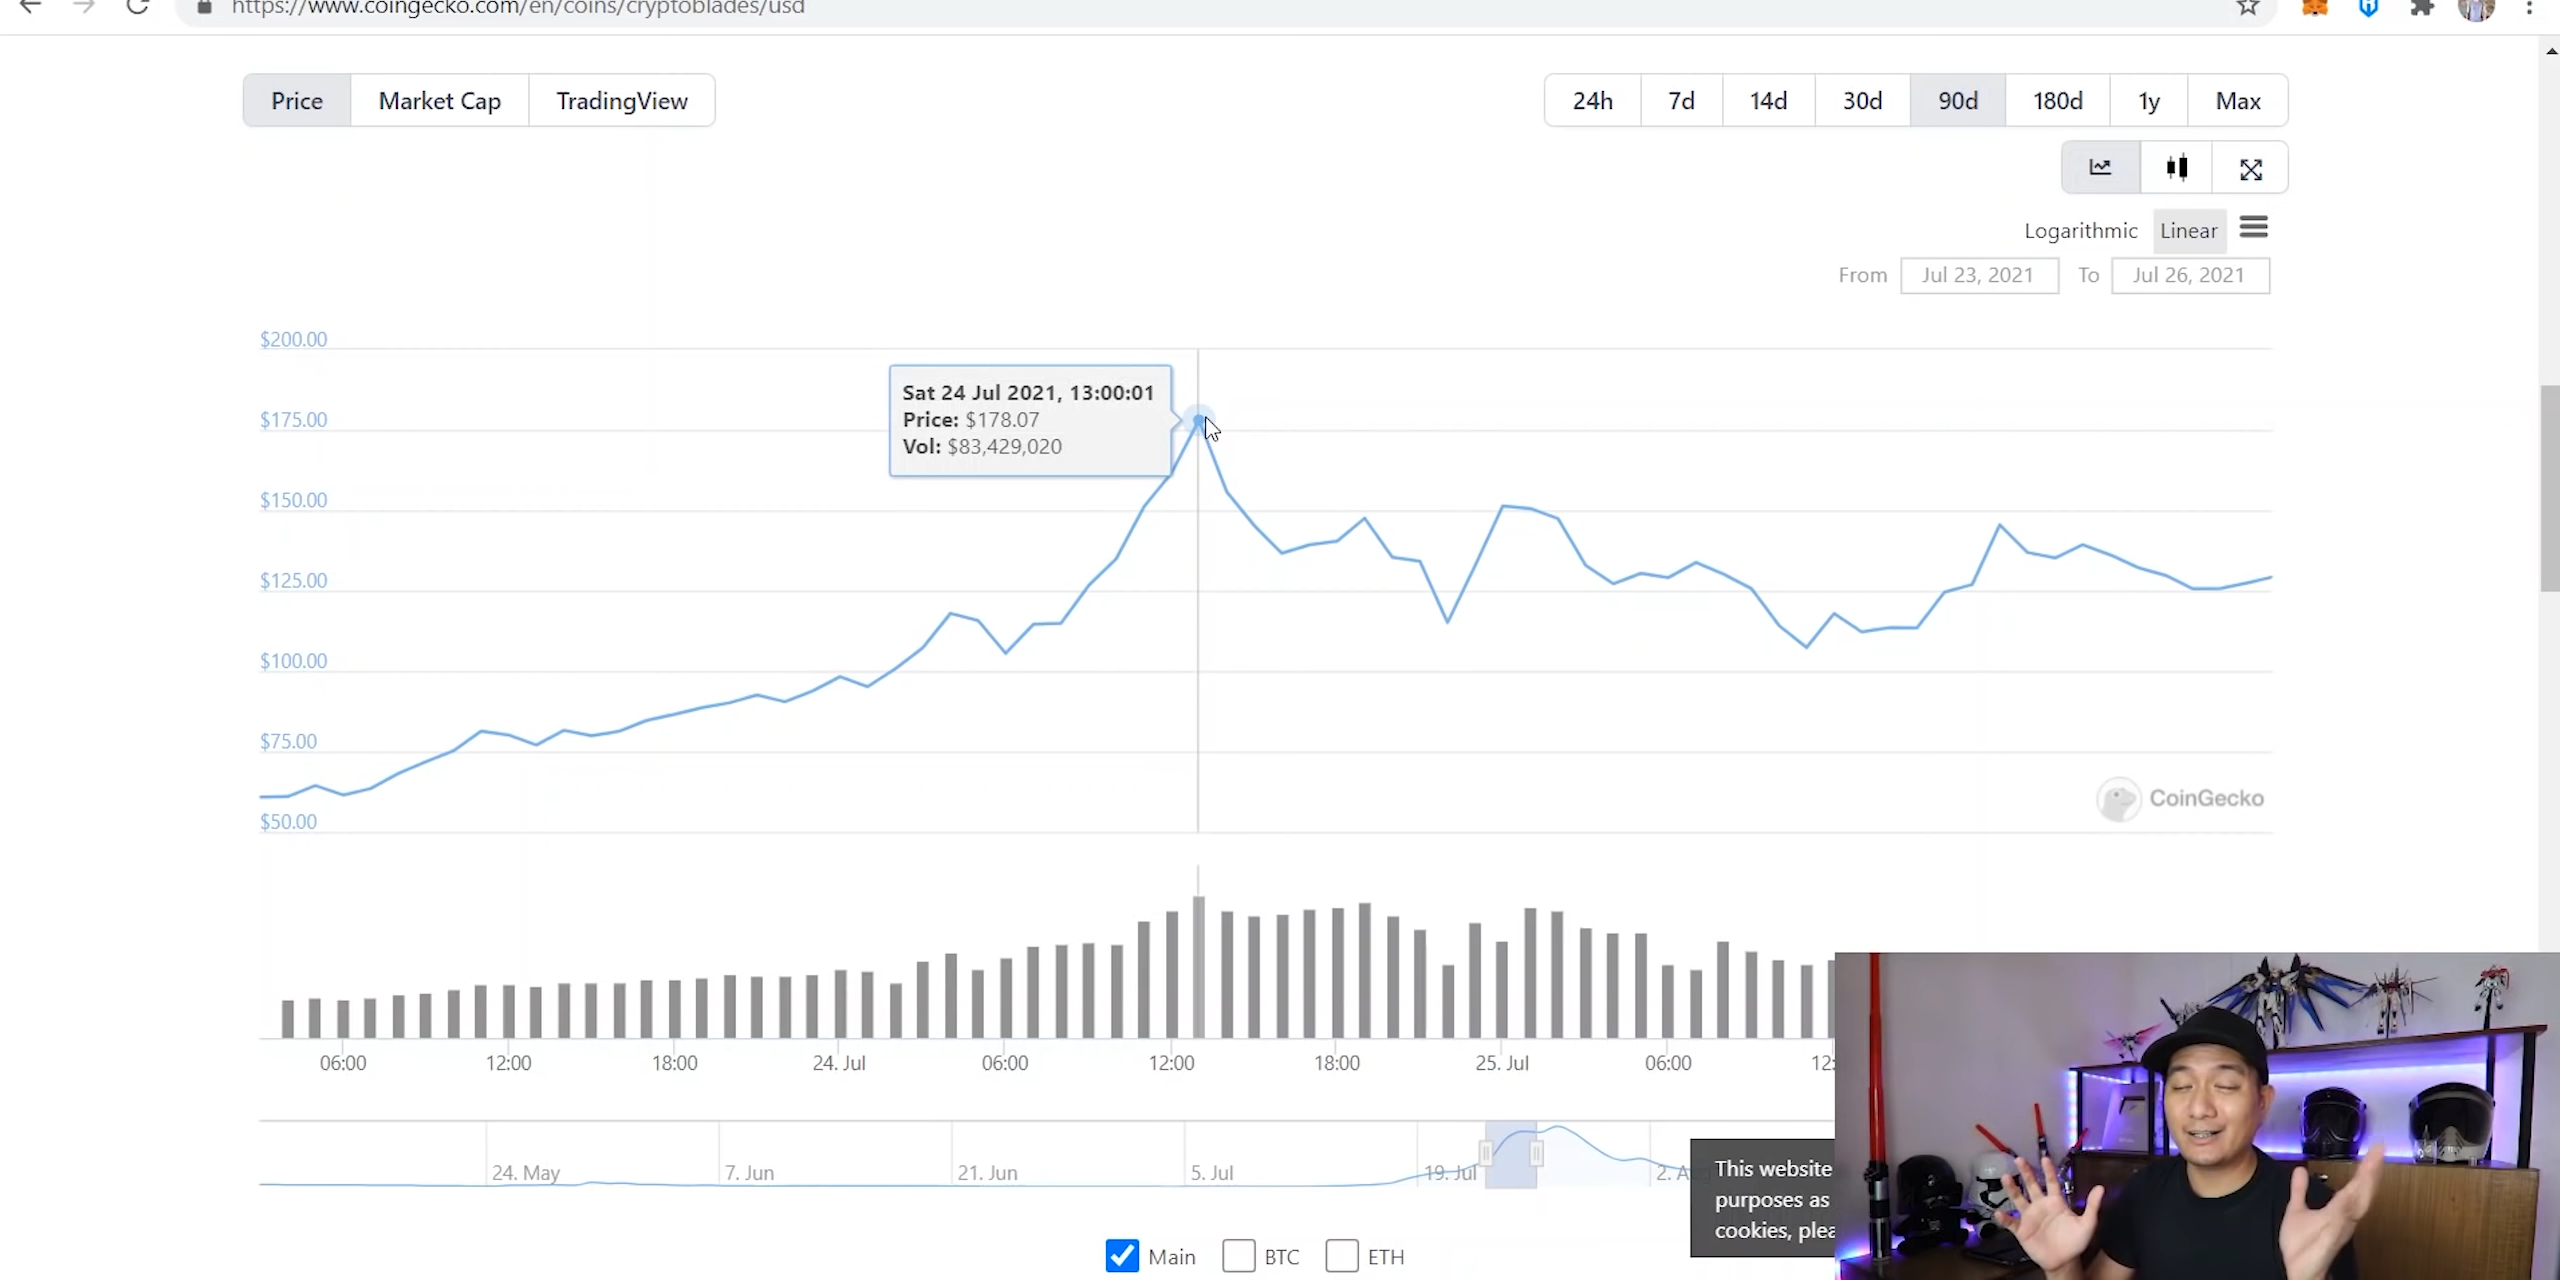 https://www.coingecko.com/en/coins/cryptoblades/usd
Price Market Cap TradingView
24h 7d 14d 30d 90d 180d 1y Max
Logarithmic Linear
From Jul 23, 2021 To Jul 26, 2021
$200.00
$175.00
$150.00
$125.00
$100.00
$75.00
$50.00
Sat 24 Jul 2021, 13:00:01
Price: $178.07
Vol: $83,429,020
CoinGecko
06:00 12:00 18:00 24. Jul 06:00 12:00 18:00 25. Jul 06:00 12:
24. May 7. Jun 21. Jun 5. Jul 19. Jul 2. A
This website
purposes as
cookies, plea
Main BTC ETH